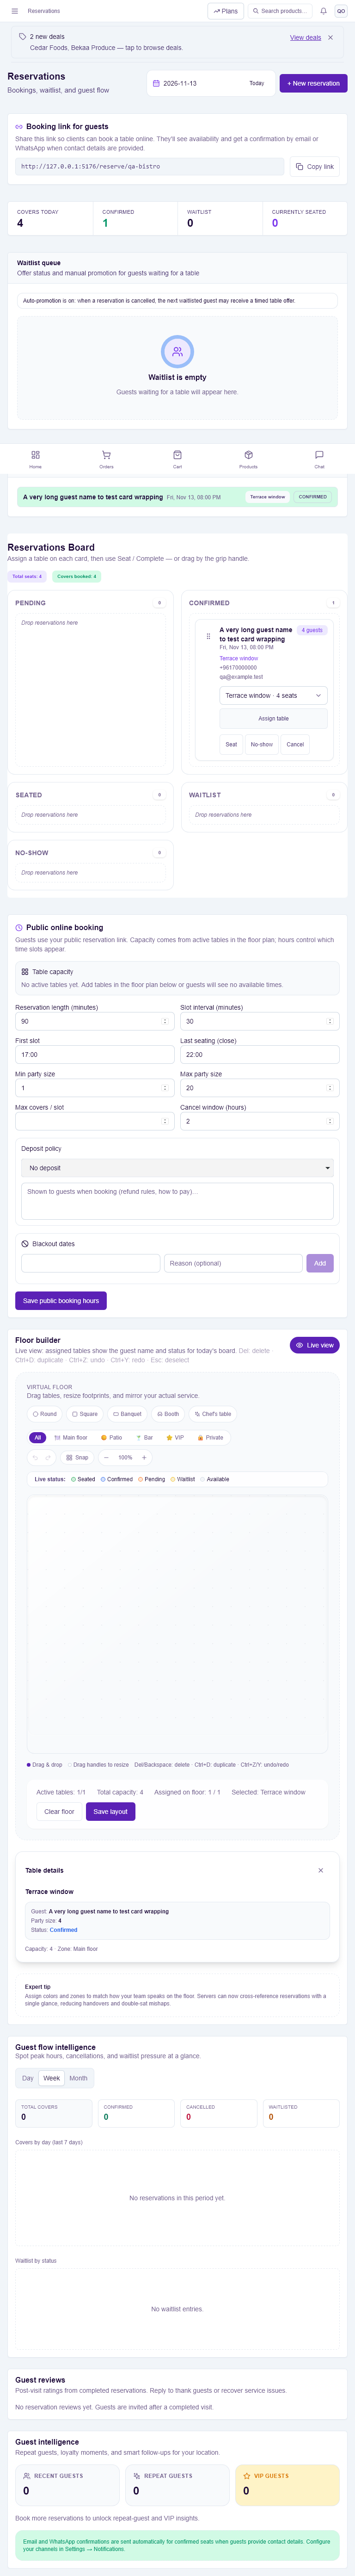 Reservations
Plans
Search products...
QO
2 new deals
Cedar Foods, Bekaa Produce — tap to browse deals.
View deals
Reservations
Bookings, waitlist, and guest flow
2026-11-13
Today
+ New reservation
Booking link for guests
Share this link so clients can book a table online. They'll see availability and get a confirmation by email or
WhatsApp when contact details are provided.
http://127.0.0.1:5176/reserve/qa-bistro
Copy link
COVERS TODAY
4
CONFIRMED
1
WAITLIST
0
CURRENTLY SEATED
0
Waitlist queue
Offer status and manual promotion for guests waiting for a table
Auto-promotion is on: when a reservation is cancelled, the next waitlisted guest may receive a timed table offer.
Waitlist is empty
Guests waiting for a table will appear here.
Home
Orders
Cart
Products
Chat
A very long guest name to test card wrapping Fri, Nov 13, 08:00 PM
Terrace window
CONFIRMED
Reservations Board
Assign a table on each card, then use Seat / Complete — or drag by the grip handle.
Total seats: 4
Covers booked: 4
PENDING
0
Drop reservations here
CONFIRMED
1
A very long guest name
to test card wrapping
4 guests
Fri, Nov 13, 08:00 PM
Terrace window
+96170000000
qa@example.test
Terrace window · 4 seats
Assign table
Seat
No-show
Cancel
SEATED
0
Drop reservations here
WAITLIST
0
Drop reservations here
NO-SHOW
0
Drop reservations here
Public online booking
Guests use your public reservation link. Capacity comes from active tables in the floor plan; hours control which
time slots appear.
Table capacity
No active tables yet. Add tables in the floor plan below or guests will see no available times.
Reservation length (minutes)
90
Slot interval (minutes)
30
First slot
17:00
Last seating (close)
22:00
Min party size
1
Max party size
20
Max covers / slot
Cancel window (hours)
2
Deposit policy
No deposit
Shown to guests when booking (refund rules, how to pay)...
Blackout dates
Reason (optional)
Add
Save public booking hours
Floor builder
Live view: assigned tables show the guest name and status for today's board. Del: delete ·
Ctrl+D: duplicate · Ctrl+Z: undo · Ctrl+Y: redo · Esc: deselect
Live view
VIRTUAL FLOOR
Drag tables, resize footprints, and mirror your actual service.
Round
Square
Banquet
Booth
Chef's table
All
Main floor
Patio
Bar
VIP
Private
Snap
100%
Live status:
Seated
Confirmed
Pending
Waitlist
Available
Drag & drop
Drag handles to resize
Del/Backspace: delete · Ctrl+D: duplicate · Ctrl+Z/Y: undo/redo
Active tables: 1/1
Total capacity: 4
Assigned on floor: 1 / 1
Selected: Terrace window
Clear floor
Save layout
Table details
Terrace window
Guest: A very long guest name to test card wrapping
Party size: 4
Status: Confirmed
Capacity: 4 · Zone: Main floor
Expert tip
Assign colors and zones to match how your team speaks on the floor. Servers can now cross-reference reservations with a
single glance, reducing handovers and double-sat mishaps.
Guest flow intelligence
Spot peak hours, cancellations, and waitlist pressure at a glance.
Day
Week
Month
TOTAL COVERS
0
CONFIRMED
0
CANCELLED
0
WAITLISTED
0
Covers by day (last 7 days)
No reservations in this period yet.
Waitlist by status
No waitlist entries.
Guest reviews
Post-visit ratings from completed reservations. Reply to thank guests or recover service issues.
No reservation reviews yet. Guests are invited after a completed visit.
Guest intelligence
Repeat guests, loyalty moments, and smart follow-ups for your location.
RECENT GUESTS
0
REPEAT GUESTS
0
VIP GUESTS
0
Book more reservations to unlock repeat-guest and VIP insights.
Email and WhatsApp confirmations are sent automatically for confirmed seats when guests provide contact details. Configure
your channels in Settings → Notifications.